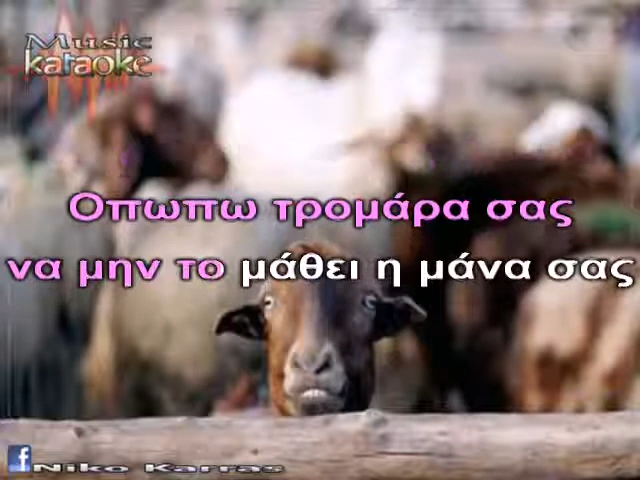 Music
karaoke
Οπωπω τρομάρα σας
να μην το μάθει η μάνα σας
f Niko Karras